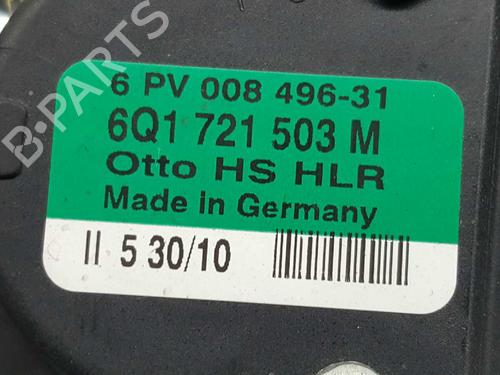 6 PV 008 496-31
6Q1 721 503 M
Otto HS HLR
Made in Germany
II 5 30/10
B-PARTS